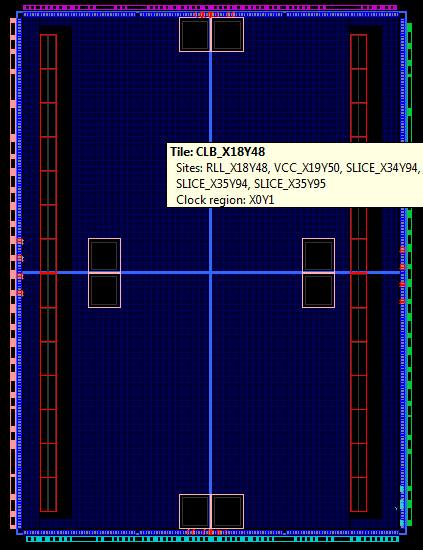 Tile: CLB_X18Y48
Sites: RLL_X18Y48, VCC_X19Y50, SLICE_X34Y94,
SLICE_X35Y94, SLICE_X35Y95
Clock region: X0Y1